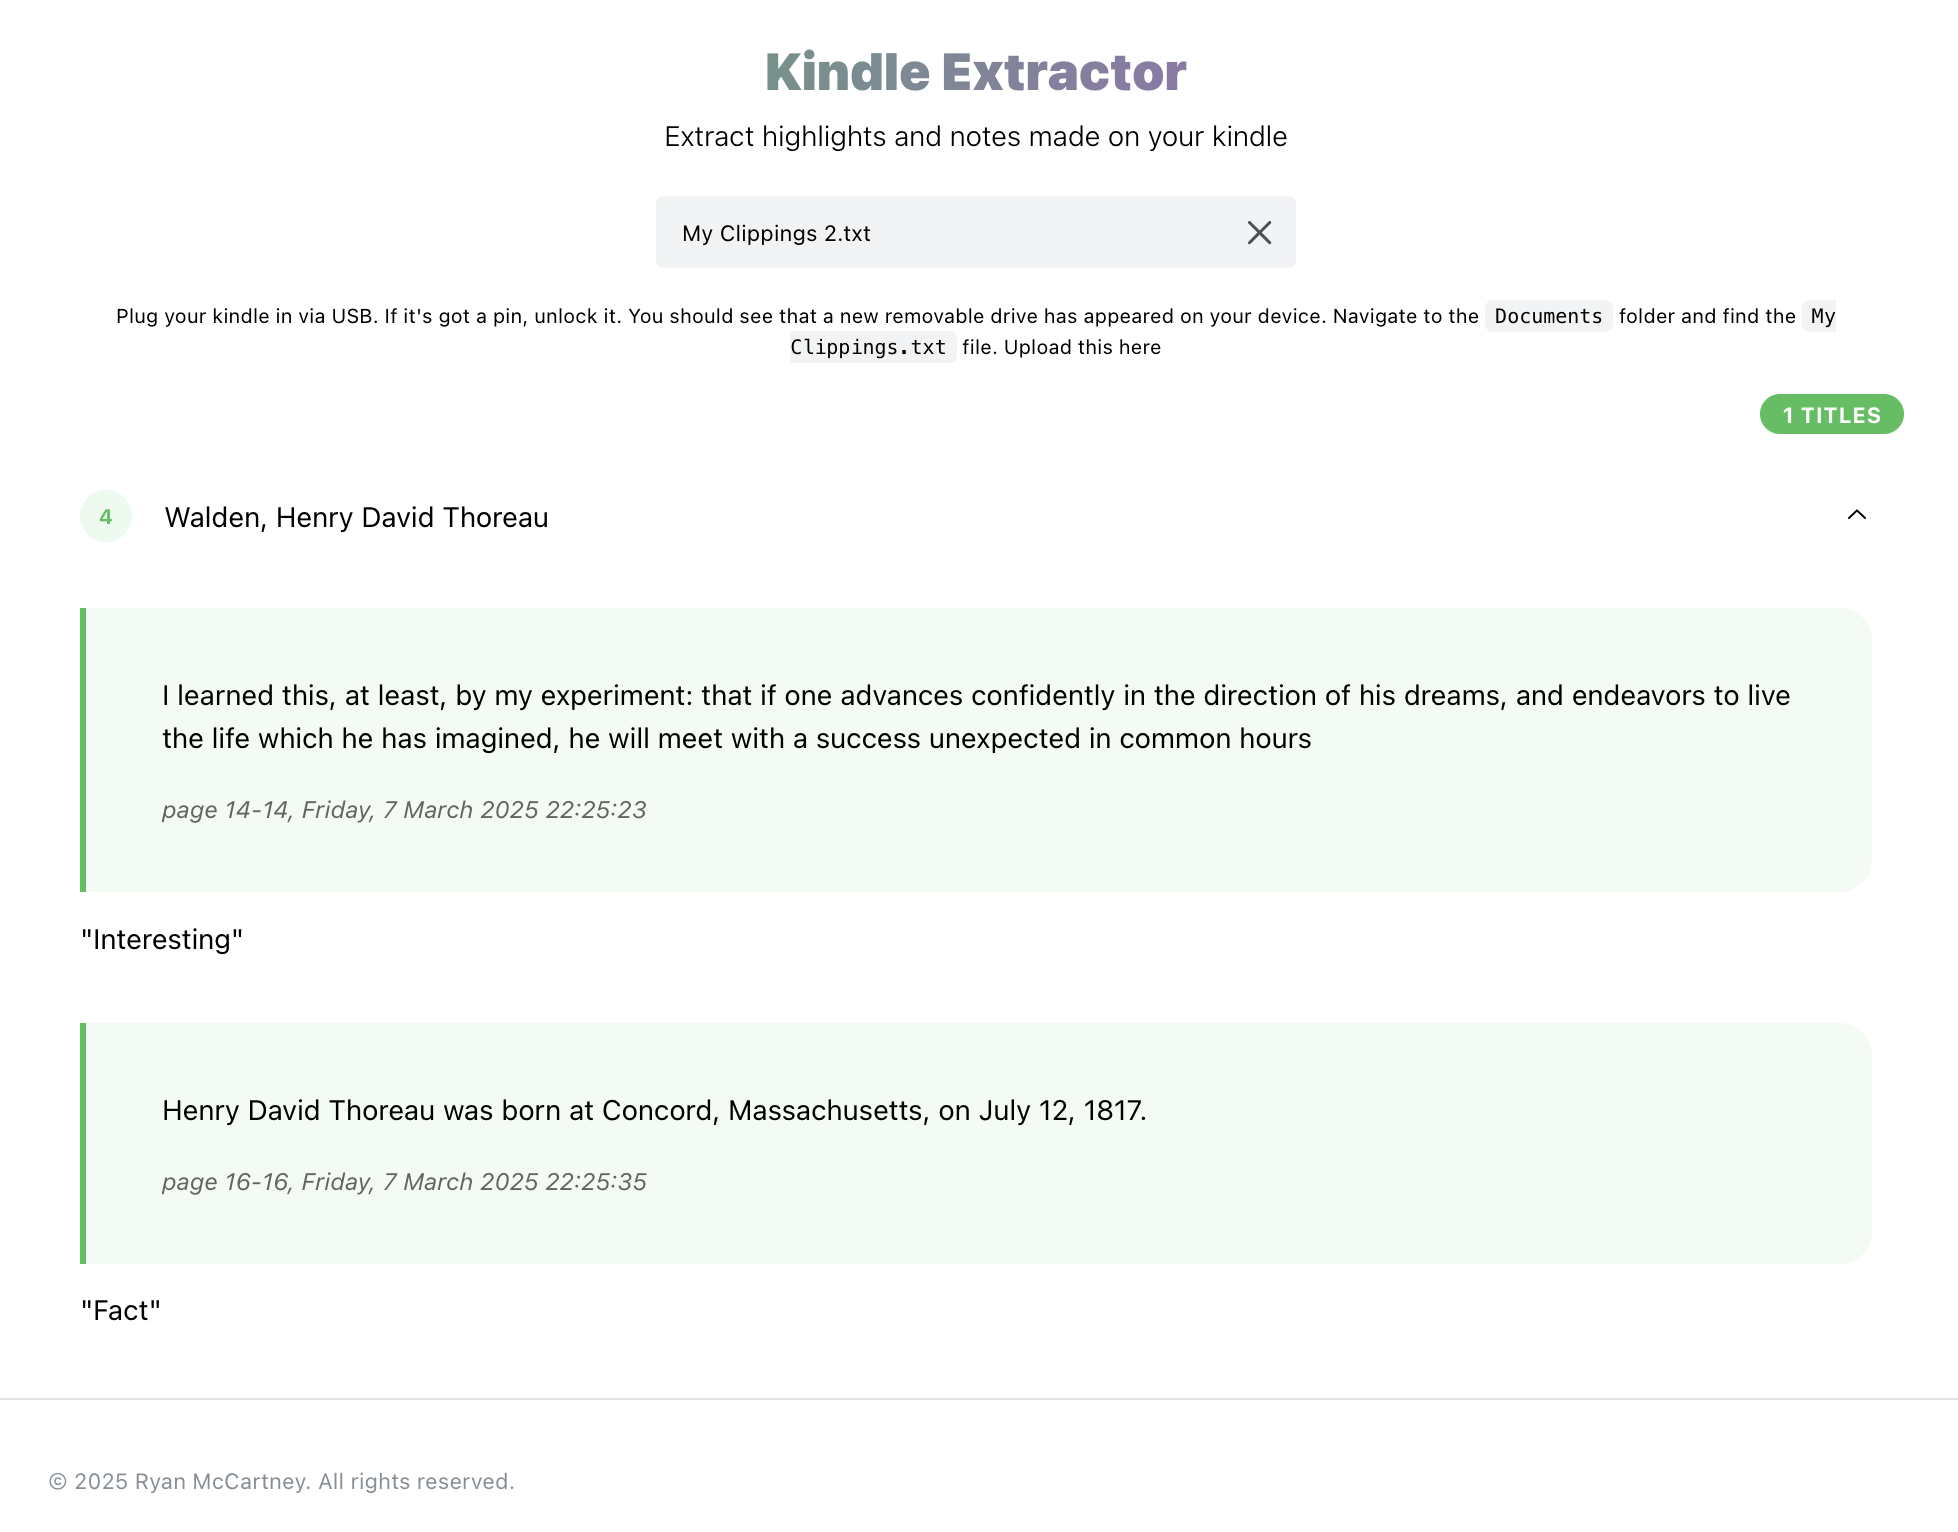 Kindle Extractor
Extract highlights and notes made on your kindle
My Clippings 2.txt
Plug your kindle in via USB. If it's got a pin, unlock it. You should see that a new removable drive has appeared on your device. Navigate to the Documents folder and find the My
Clippings.txt file. Upload this here
1 TITLES
4 Walden, Henry David Thoreau
I learned this, at least, by my experiment: that if one advances confidently in the direction of his dreams, and endeavors to live
the life which he has imagined, he will meet with a success unexpected in common hours
page 14-14, Friday, 7 March 2025 22:25:23
"Interesting"
Henry David Thoreau was born at Concord, Massachusetts, on July 12, 1817.
page 16-16, Friday, 7 March 2025 22:25:35
"Fact"
© 2025 Ryan McCartney. All rights reserved.